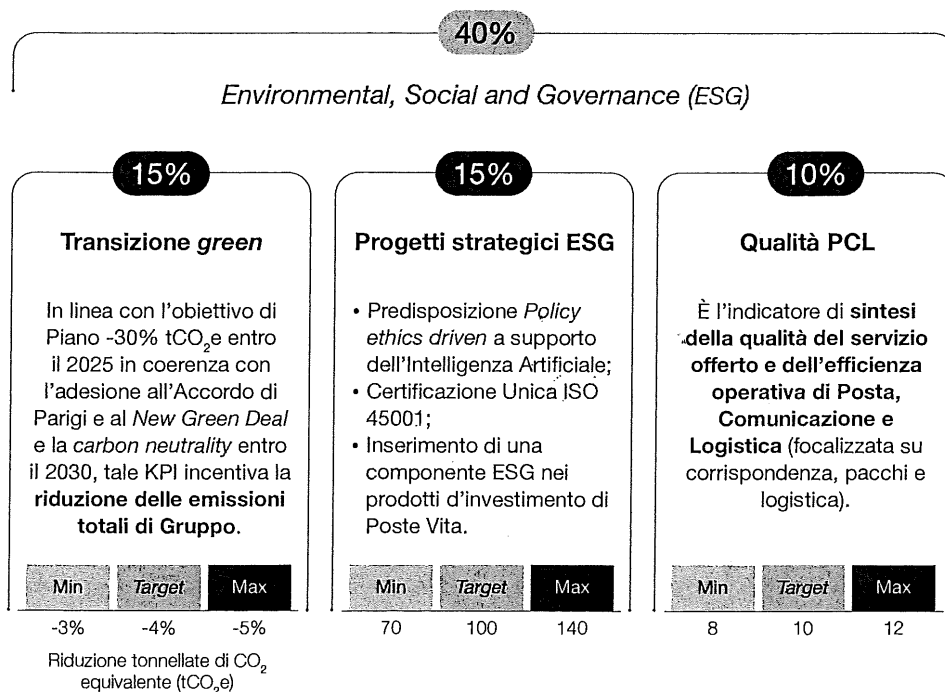 40%
Environmental, Social and Governance (ESG)
15%
Transizione green
In linea con l'obiettivo di
Piano -30% tCO₂e entro
il 2025 in coerenza con
l'adesione all'Accordo di
Parigi e al New Green Deal
e la carbon neutrality entro
il 2030, tale KPI incentiva la
riduzione delle emissioni
totali di Gruppo.
Min Target Max
-3% -4% -5%
Riduzione tonnellate di CO₂
equivalente (tCO₂e)
15%
Progetti strategici ESG
• Predisposizione Policy
ethics driven a supporto
dell'Intelligenza Artificiale;
• Certificazione Unica ISO
45001;
• Inserimento di una
componente ESG nei
prodotti d'investimento di
Poste Vita.
Min Target Max
70 100 140
10%
Qualità PCL
È l'indicatore di sintesi
della qualità del servizio
offerto e dell'efficienza
operativa di Posta,
Comunicazione e
Logistica (focalizzata su
corrispondenza, pacchi e
logistica).
Min Target Max
8 10 12